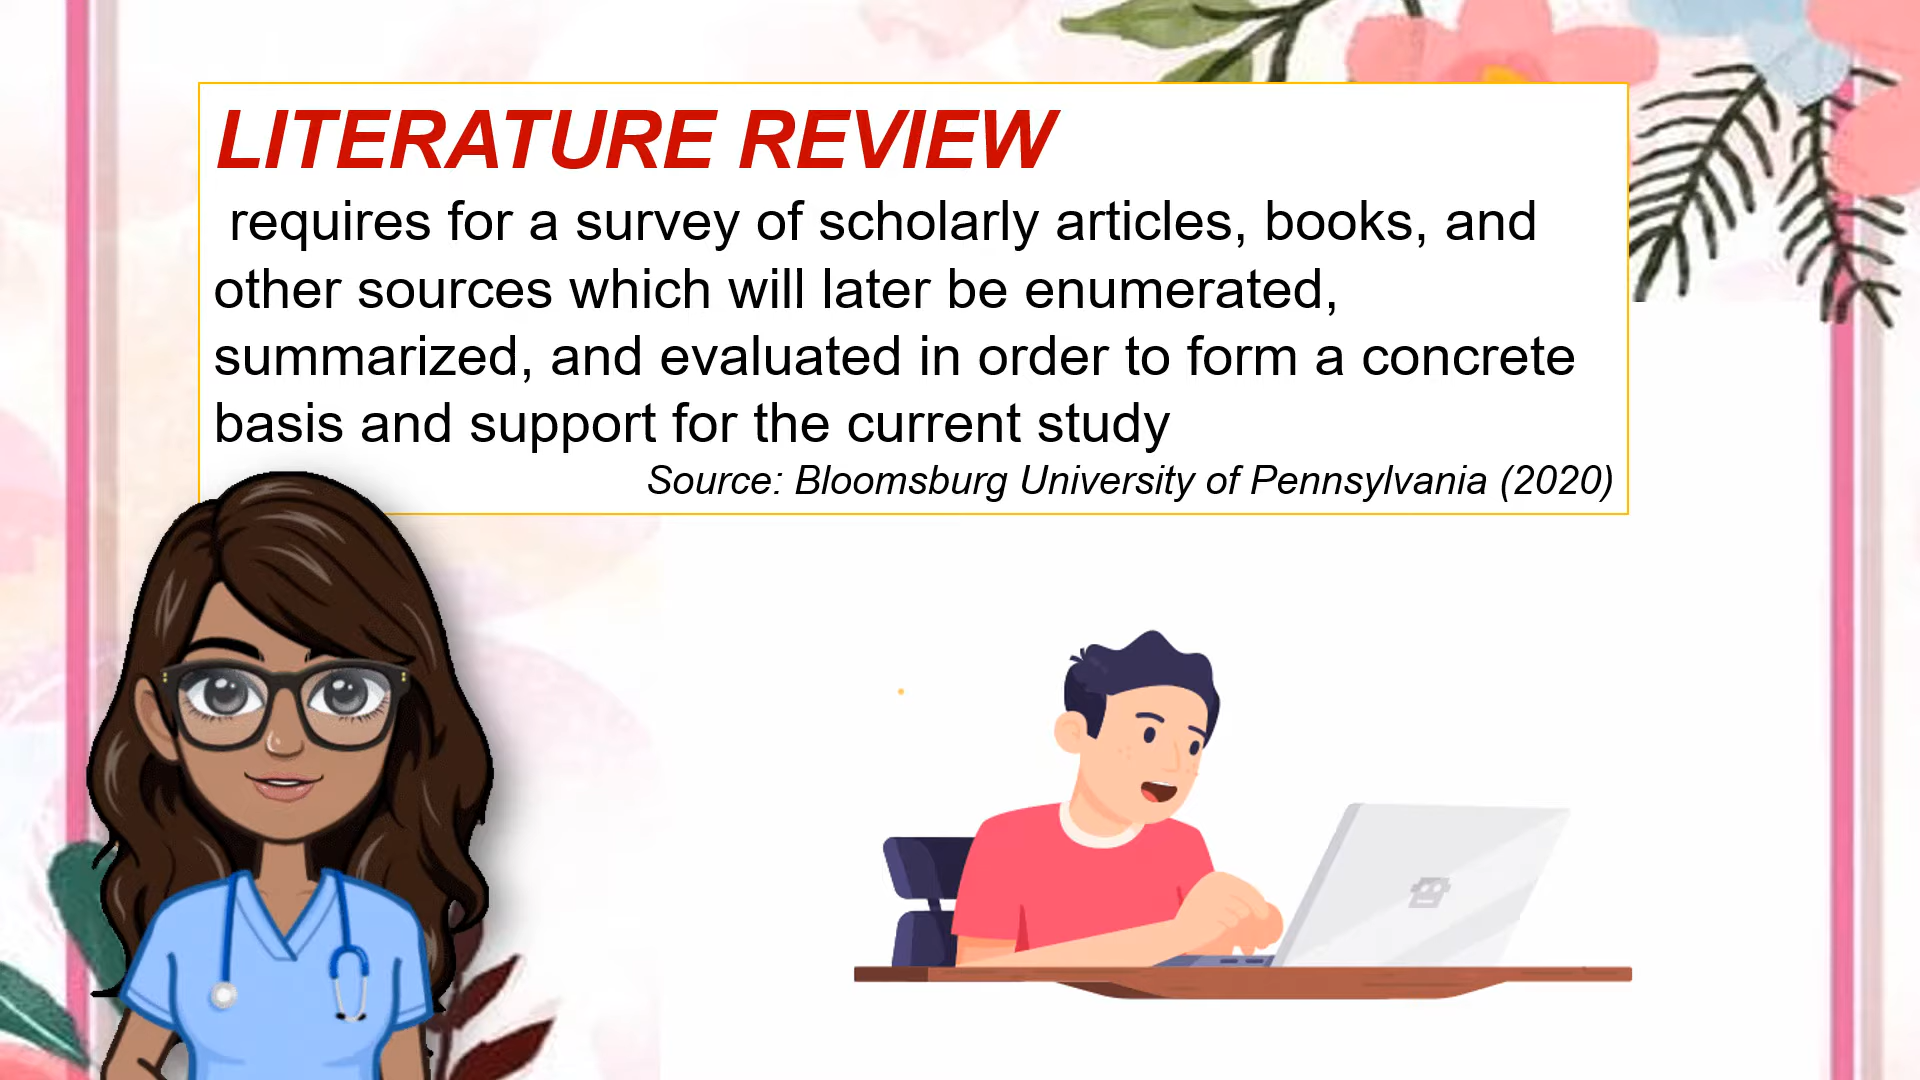 LITERATURE REVIEW
requires for a survey of scholarly articles, books, and
other sources which will later be enumerated,
summarized, and evaluated in order to form a concrete
basis and support for the current study
Source: Bloomsburg University of Pennsylvania (2020)